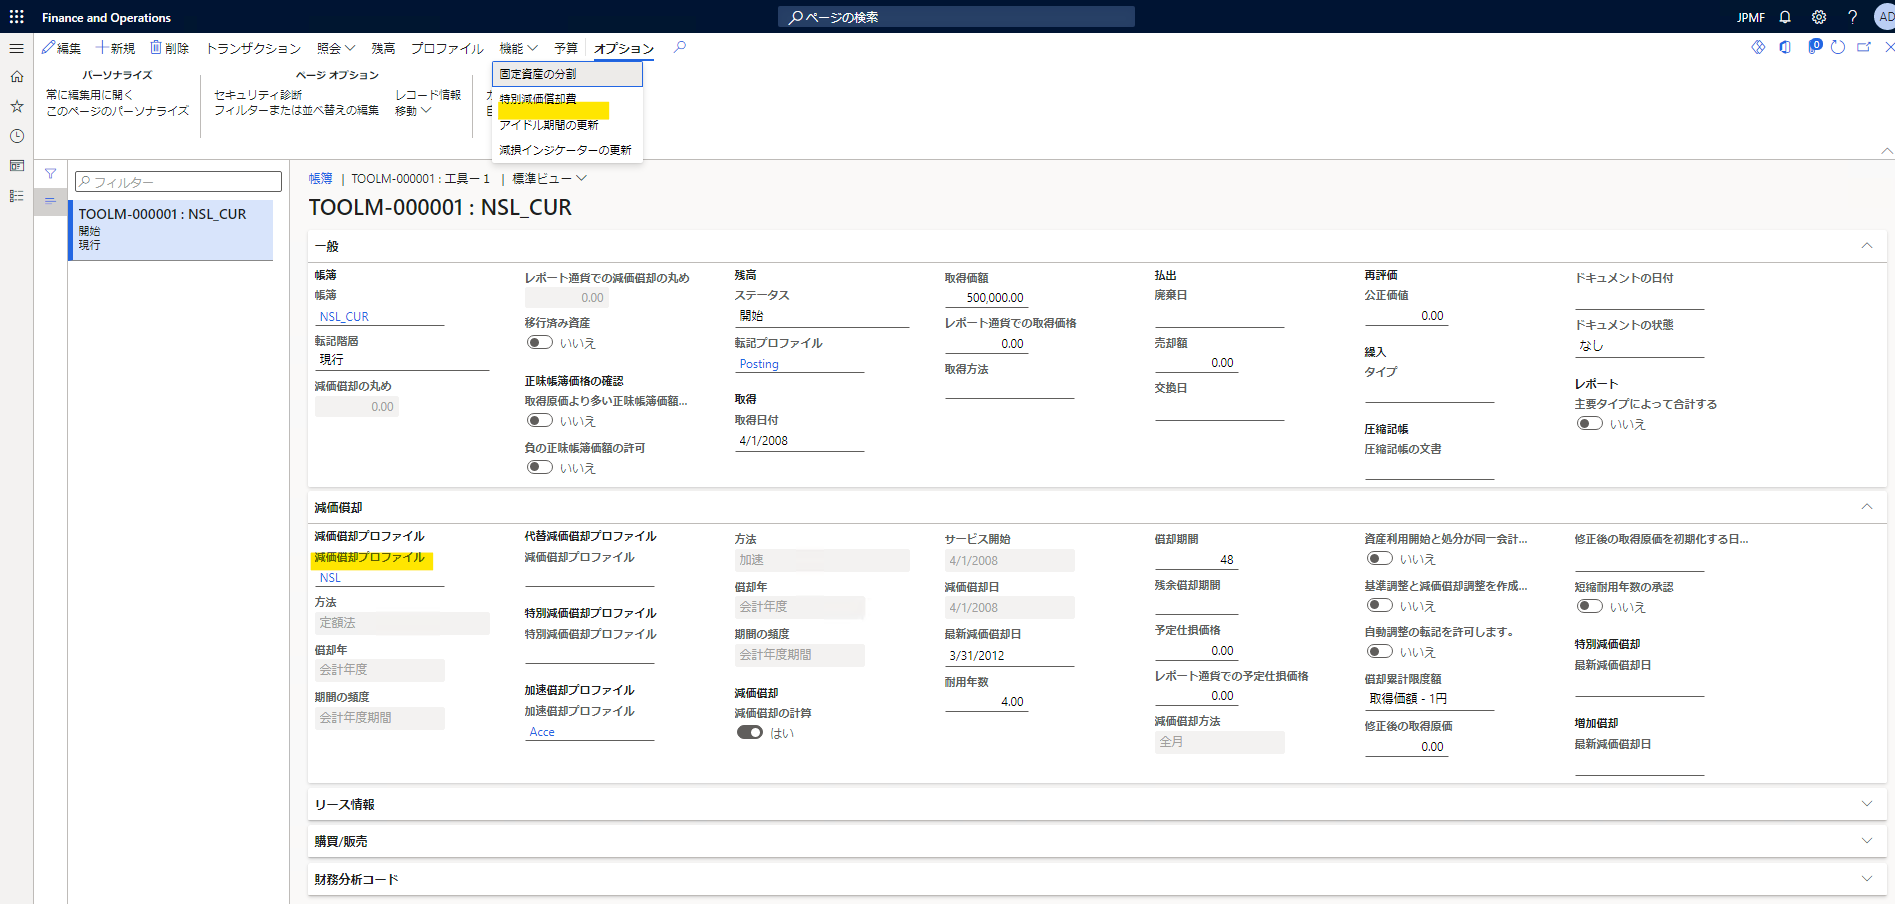 Finance and Operations
ページの検索
JPMF
AD
編集
新規
削除
トランザクション
照会
残高
プロファイル
機能
予算
オプション
0
パーソナライズ
常に編集用に開く
このページのパーソナライズ
ページ オプション
セキュリティ診断
フィルターまたは並べ替えの編集
レコード情報
移動
固定資産の分割
特別減価償却費
アイドル期間の更新
減損インジケーターの更新
フィルター
TOOLM-000001 : NSL_CUR
開始
現行
帳簿 | TOOLM-000001 : 工具ー 1 | 標準ビュー
TOOLM-000001 : NSL_CUR
一般
帳簿
帳簿
NSL_CUR
転記階層
現行
減価償却の丸め
0.00
レポート通貨での減価償却の丸め
0.00
移行済み資産
いいえ
正味帳簿価格の確認
取得原価より多い正味帳簿価額...
いいえ
負の正味帳簿価額の許可
いいえ
残高
ステータス
開始
転記プロファイル
Posting
取得
取得日付
4/1/2008
取得価額
500,000.00
レポート通貨での取得価格
0.00
取得方法
払出
廃棄日
売却額
0.00
交換日
再評価
公正価値
0.00
繰入
タイプ
圧縮記帳
圧縮記帳の文書
ドキュメントの日付
ドキュメントの状態
なし
レポート
主要タイプによって合計する
いいえ
減価償却
減価償却プロファイル
減価償却プロファイル
NSL
方法
定額法
償却年
会計年度
期間の頻度
会計年度期間
代替減価償却プロファイル
減価償却プロファイル
特別減価償却プロファイル
特別減価償却プロファイル
加速償却プロファイル
加速償却プロファイル
Acce
方法
加速
償却年
会計年度
期間の頻度
会計年度期間
減価償却
減価償却の計算
はい
サービス開始
4/1/2008
減価償却日
4/1/2008
最新減価償却日
3/31/2012
耐用年数
4.00
償却期間
48
残余償却期間
予定仕損価格
0.00
レポート通貨での予定仕損価格
0.00
減価償却方法
全月
資産利用開始と処分が同一会計...
いいえ
基準調整と減価償却調整を作成...
いいえ
自動調整の転記を許可します。
いいえ
償却累計限度額
取得価額 - 1円
修正後の取得原価
0.00
修正後の取得原価を初期化する日...
短縮耐用年数の承認
いいえ
特別減価償却
最新減価償却日
増加償却
最新減価償却日
リース情報
購買/販売
財務分析コード